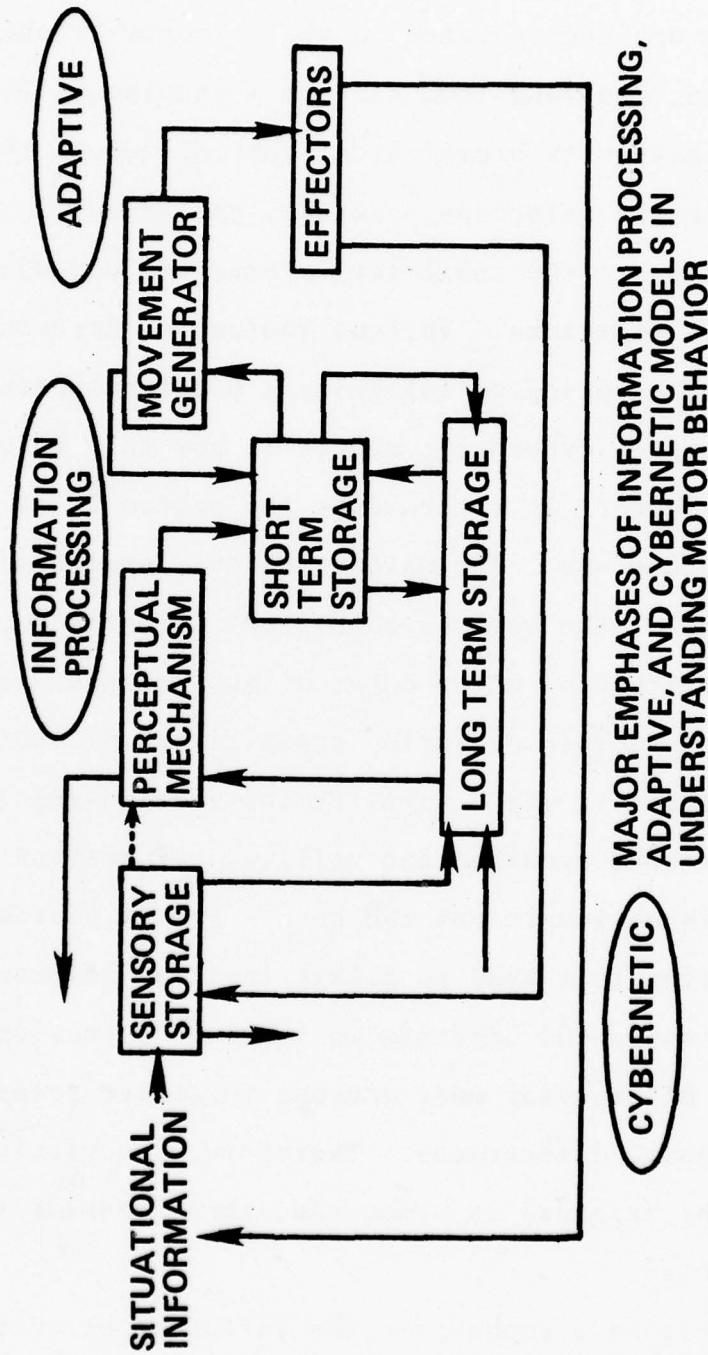 INFORMATION
PROCESSING
ADAPTIVE
SITUATIONAL
INFORMATION
SENSORY
STORAGE
PERCEPTUAL
MECHANISM
SHORT
TERM
STORAGE
MOVEMENT
GENERATOR
EFFECTORS
LONG TERM STORAGE
CYBERNETIC
MAJOR EMPHASES OF INFORMATION PROCESSING,
ADAPTIVE, AND CYBERNETIC MODELS IN
UNDERSTANDING MOTOR BEHAVIOR